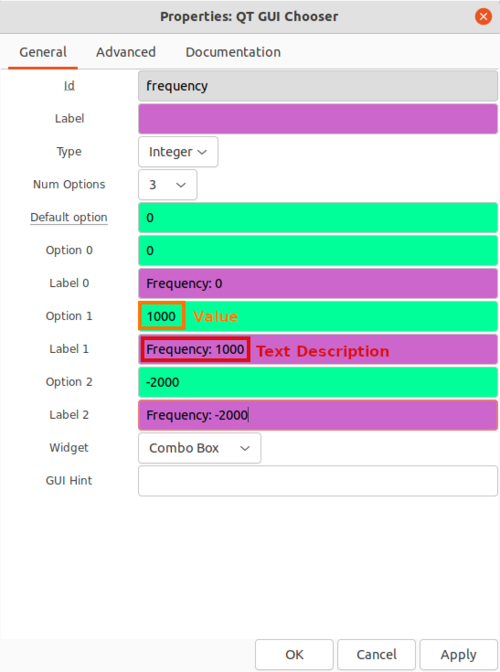 Properties: QT GUI Chooser
General Advanced Documentation
Id frequency
Label
Type Integer
Num Options 3
Default option 0
Option 0 0
Label 0 Frequency: 0
Option 1 1000 Value
Label 1 Frequency: 1000 Text Description
Option 2 -2000
Label 2 Frequency: -2000
Widget Combo Box
GUI Hint
OK Cancel Apply